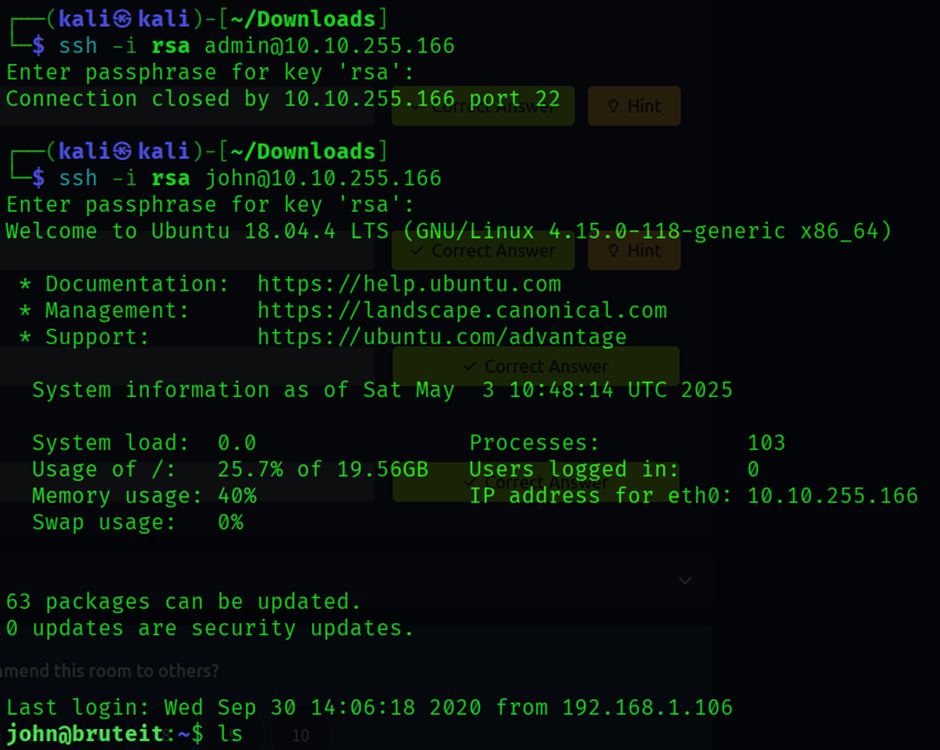 ┌──(kali㉿kali)-[~/Downloads]
└─$ ssh -i rsa admin@10.10.255.166
Enter passphrase for key 'rsa':
Connection closed by 10.10.255.166 port 22
Correct Answer
Hint
┌──(kali㉿kali)-[~/Downloads]
└─$ ssh -i rsa john@10.10.255.166
Enter passphrase for key 'rsa':
Welcome to Ubuntu 18.04.4 LTS (GNU/Linux 4.15.0-118-generic x86_64)
Correct Answer
Hint
* Documentation: https://help.ubuntu.com
* Management: https://landscape.canonical.com
* Support: https://ubuntu.com/advantage
Correct Answer
System information as of Sat May 3 10:48:14 UTC 2025
System load: 0.0 Processes: 103
Usage of /: 25.7% of 19.56GB Users logged in: 0
Memory usage: 40% IP address for eth0: 10.10.255.166
Swap usage: 0%
63 packages can be updated.
0 updates are security updates.
mend this room to others?
Last login: Wed Sep 30 14:06:18 2020 from 192.168.1.106
john@bruteit:~$ ls
10